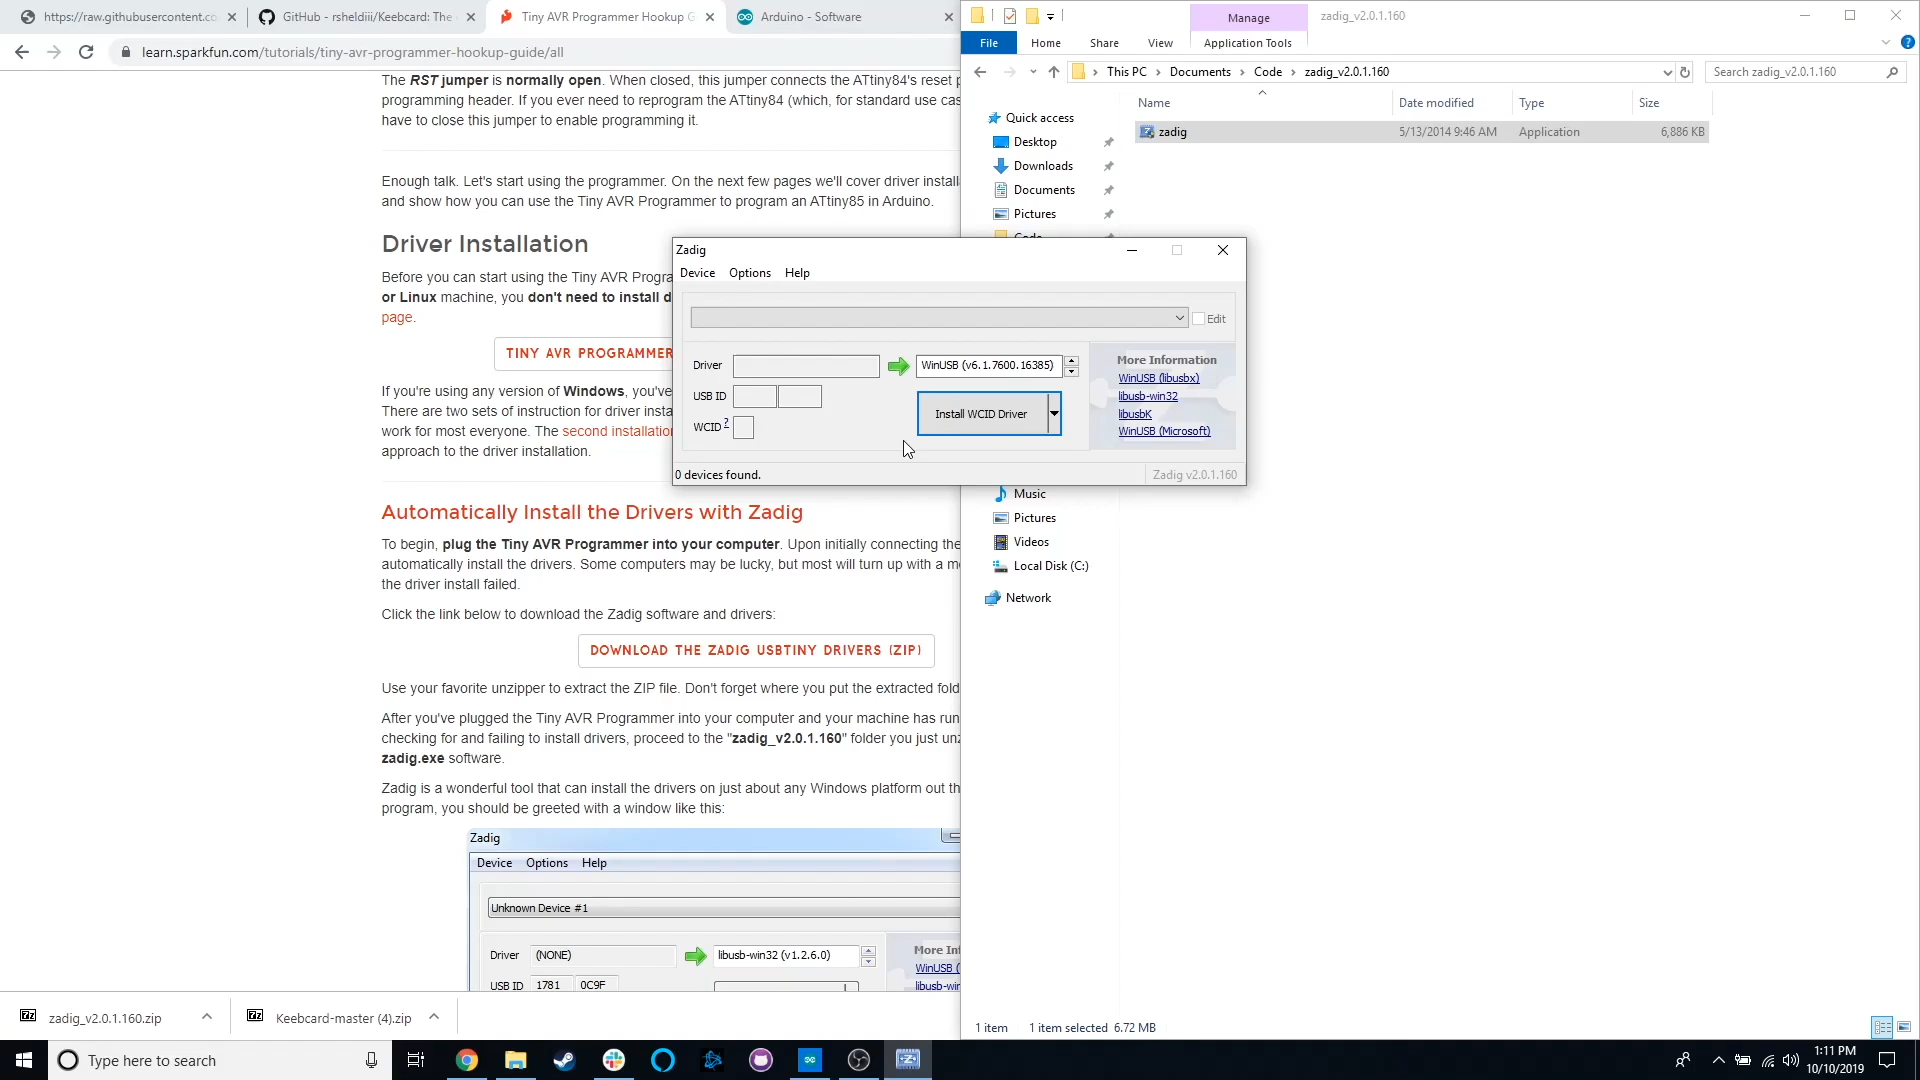 https://raw.githubusercontent.co
GitHub - rsheldiii/Keebcard: The
Tiny AVR Programmer Hookup G
Arduino - Software
learn.sparkfun.com/tutorials/tiny-avr-programmer-hookup-guide/all
The RST jumper is normally open. When closed, this jumper connects the ATtiny84's reset p
programming header. If you ever need to reprogram the ATtiny84 (which, for standard use cas
have to close this jumper to enable programming it.
Enough talk. Let's start using the programmer. On the next few pages we'll cover driver install
and show how you can use the Tiny AVR Programmer to program an ATtiny85 in Arduino.
Driver Installation
Before you can start using the Tiny AVR Progra
or Linux machine, you don't need to install d
page.
TINY AVR PROGRAMMER
If you're using any version of Windows, you've
There are two sets of instruction for driver insta
work for most everyone. The second installation
approach to the driver installation.
Automatically Install the Drivers with Zadig
To begin, plug the Tiny AVR Programmer into your computer. Upon initially connecting the
automatically install the drivers. Some computers may be lucky, but most will turn up with a me
the driver install failed.
Click the link below to download the Zadig software and drivers:
DOWNLOAD THE ZADIG USBTINY DRIVERS (ZIP)
Use your favorite unzipper to extract the ZIP file. Don't forget where you put the extracted fold
After you've plugged the Tiny AVR Programmer into your computer and your machine has run
checking for and failing to install drivers, proceed to the "zadig_v2.0.1.160" folder you just unz
zadig.exe software.
Zadig is a wonderful tool that can install the drivers on just about any Windows platform out th
program, you should be greeted with a window like this:
Zadig
Device Options Help
Unknown Device #1
Driver (NONE) libusb-win32 (v1.2.6.0)
More Inf
WinUSB (
USB ID 1781 0C9F
libusb-win
Zadig
Device Options Help
Edit
Driver WinUSB (v6.1.7600.16385)
USB ID
WCID ?
Install WCID Driver
More Information
WinUSB (libusbx)
libusb-win32
libusbK
WinUSB (Microsoft)
0 devices found.
Zadig v2.0.1.160
Manage
zadig_v2.0.1.160
File Home Share View Application Tools
This PC Documents Code zadig_v2.0.1.160
Search zadig_v2.0.1.160
Name Date modified Type Size
zadig 5/13/2014 9:46 AM Application 6,886 KB
Quick access
Desktop
Downloads
Documents
Pictures
Code
Music
Pictures
Videos
Local Disk (C:)
Network
1 item 1 item selected 6.72 MB
zadig_v2.0.1.160.zip
Keebcard-master (4).zip
Type here to search
1:11 PM
10/10/2019